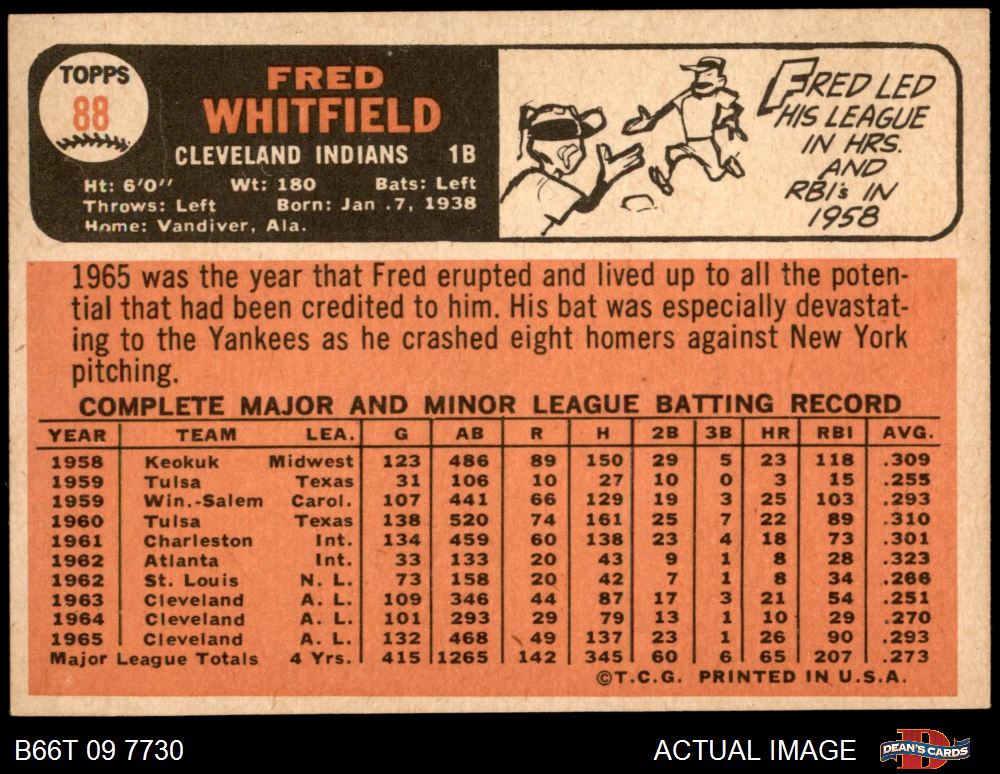 TOPPS
88
FRED
WHITFIELD
CLEVELAND INDIANS 1B
Ht: 6'0" Wt: 180 Bats: Left
Throws: Left Born: Jan .7, 1938
Home: Vandiver, Ala.
FRED LED
HIS LEAGUE
IN HRS.
AND
RBI's IN
1958
1965 was the year that Fred erupted and lived up to all the poten-
tial that had been credited to him. His bat was especially devastat-
ing to the Yankees as he crashed eight homers against New York
pitching.
COMPLETE MAJOR AND MINOR LEAGUE BATTING RECORD
YEAR TEAM LEA. G AB R H 2B 3B HR RBI AVG.
1958 Keokuk Midwest 123 486 89 150 29 5 23 118 .309
1959 Tulsa Texas 31 106 10 27 10 0 3 15 .255
1959 Win.-Salem Carol. 107 441 66 129 19 3 25 103 .293
1960 Tulsa Texas 138 520 74 161 25 7 22 89 .310
1961 Charleston Int. 134 459 60 138 23 4 18 73 .301
1962 Atlanta Int. 33 133 20 43 9 1 8 28 .323
1962 St. Louis N. L. 73 158 20 42 7 1 8 34 .266
1963 Cleveland A. L. 109 346 44 87 17 3 21 54 .251
1964 Cleveland A. L. 101 293 29 79 13 1 10 29 .270
1965 Cleveland A. L. 132 468 49 137 23 1 26 90 .293
Major League Totals 4 Yrs. 415 1265 142 345 60 6 65 207 .273
©T.C.G. PRINTED IN U.S.A.
B66T 09 7730 ACTUAL IMAGE DEAN'S CARDS